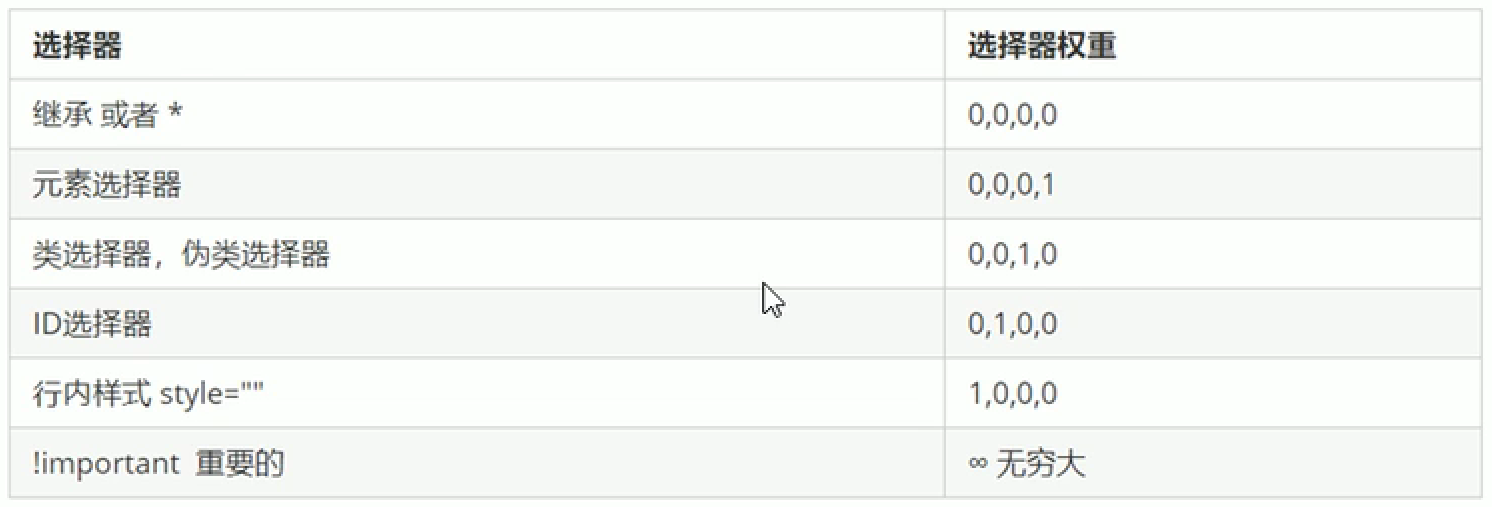 选择器 选择器权重
继承 或者 * 0,0,0,0
元素选择器 0,0,0,1
类选择器，伪类选择器 0,0,1,0
ID选择器 0,1,0,0
行内样式 style="" 1,0,0,0
!important 重要的 ∞ 无穷大